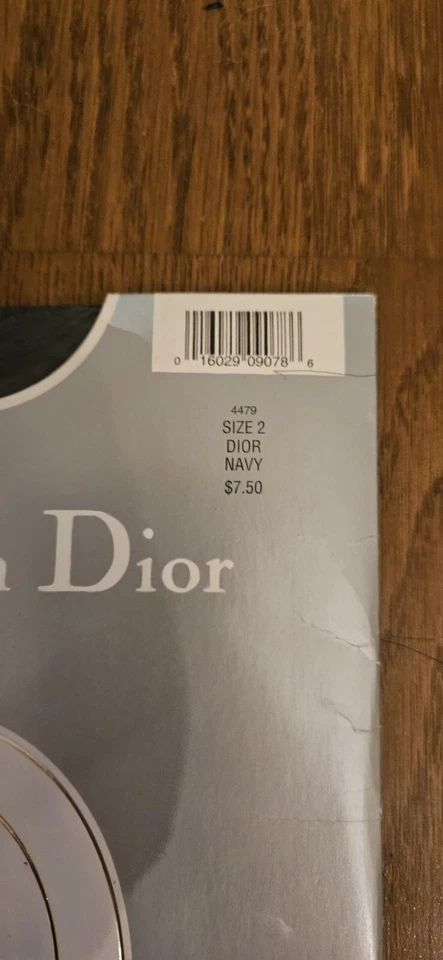 0 16029 09078 6
4479
SIZE 2
DIOR
NAVY
$7.50
n Dior